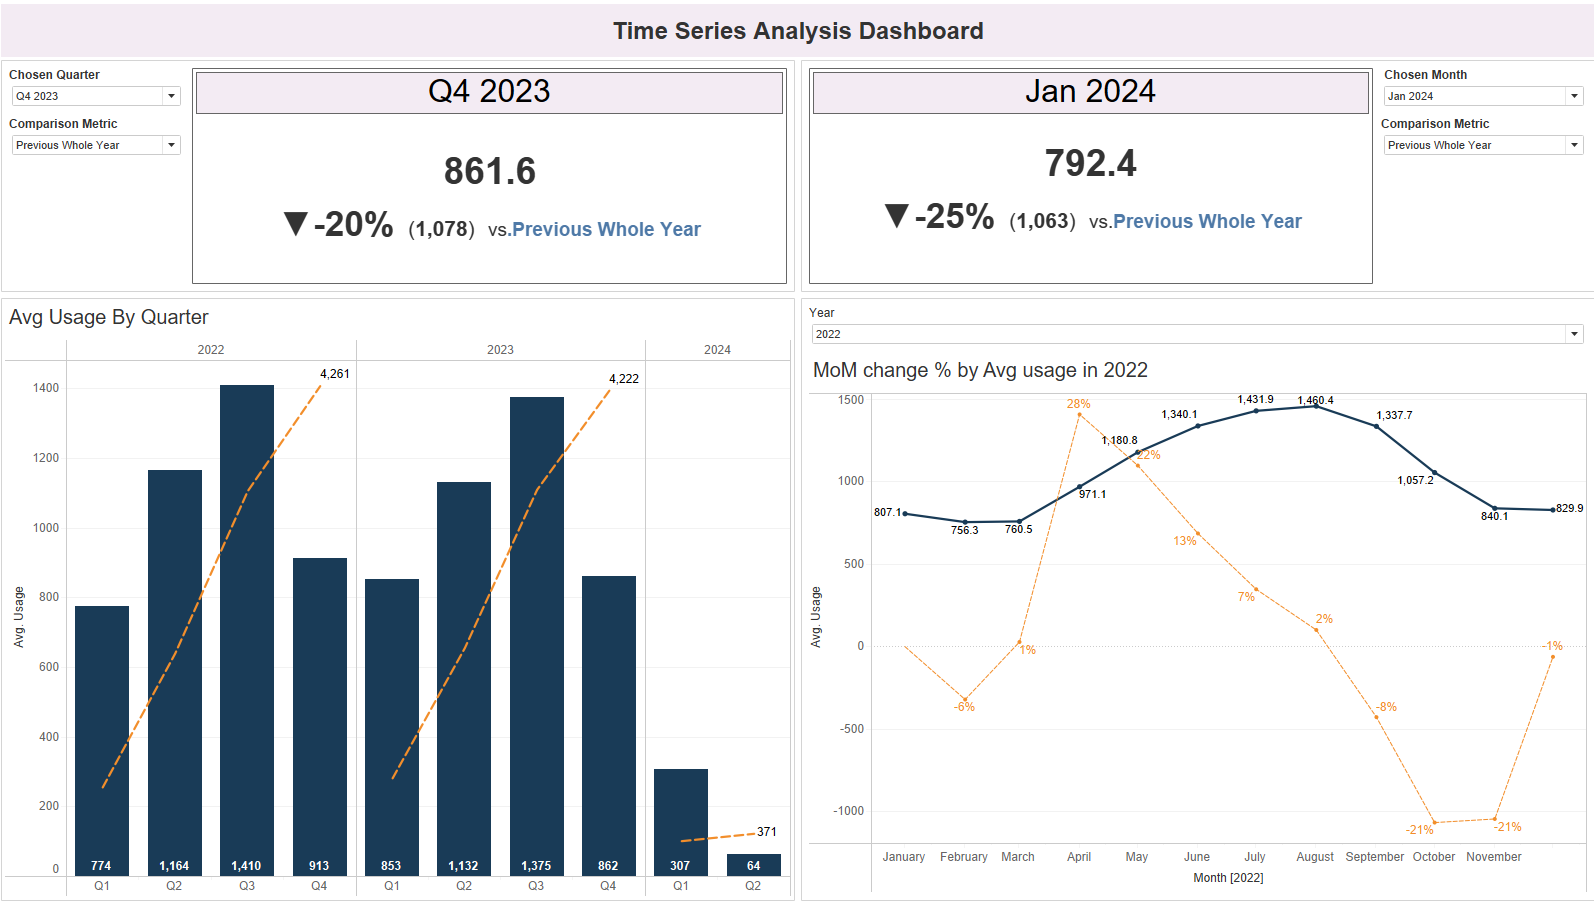 Time Series Analysis Dashboard
Chosen Quarter
Q4 2023
Comparison Metric
Previous Whole Year
Q4 2023
861.6
▼-20% (1,078) vs.Previous Whole Year
Jan 2024
792.4
▼-25% (1,063) vs.Previous Whole Year
Chosen Month
Jan 2024
Comparison Metric
Previous Whole Year
Avg Usage By Quarter
2022 2023 2024
Avg. Usage
1400
1200
1000
800
600
400
200
0
4,261
4,222
371
774 1,164 1,410 913 853 1,132 1,375 862 307 64
Q1 Q2 Q3 Q4 Q1 Q2 Q3 Q4 Q1 Q2
Year
2022
MoM change % by Avg usage in 2022
Avg. Usage
1500
1000
500
0
-500
-1000
807.1 756.3 760.5 971.1 1,180.8 1,340.1 1,431.9 1,460.4 1,337.7 1,057.2 840.1 829.9
-6% 1% 28% 22% 13% 7% 2% -8% -21% -21% -1%
January February March April May June July August September October November
Month [2022]